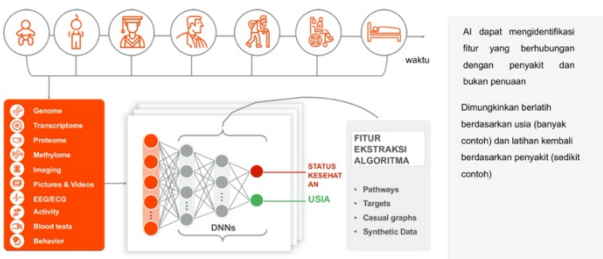 waktu
Genome
Transcriptome
Proteome
Methylome
Imaging
Pictures & Videos
EEG/ECG
Activity
Blood tests
Behavior
DNNs
STATUS
KESEHAT
AN
USIA
FITUR
EKSTRAKSI
ALGORITMA
• Pathways
• Targets
• Casual graphs
• Synthetic Data
AI dapat mengidentifikasi
fitur yang berhubungan
dengan penyakit dan
bukan penuaan
Dimungkinkan berlatih
berdasarkan usia (banyak
contoh) dan latihan kembali
berdasarkan penyakit (sedikit
contoh)